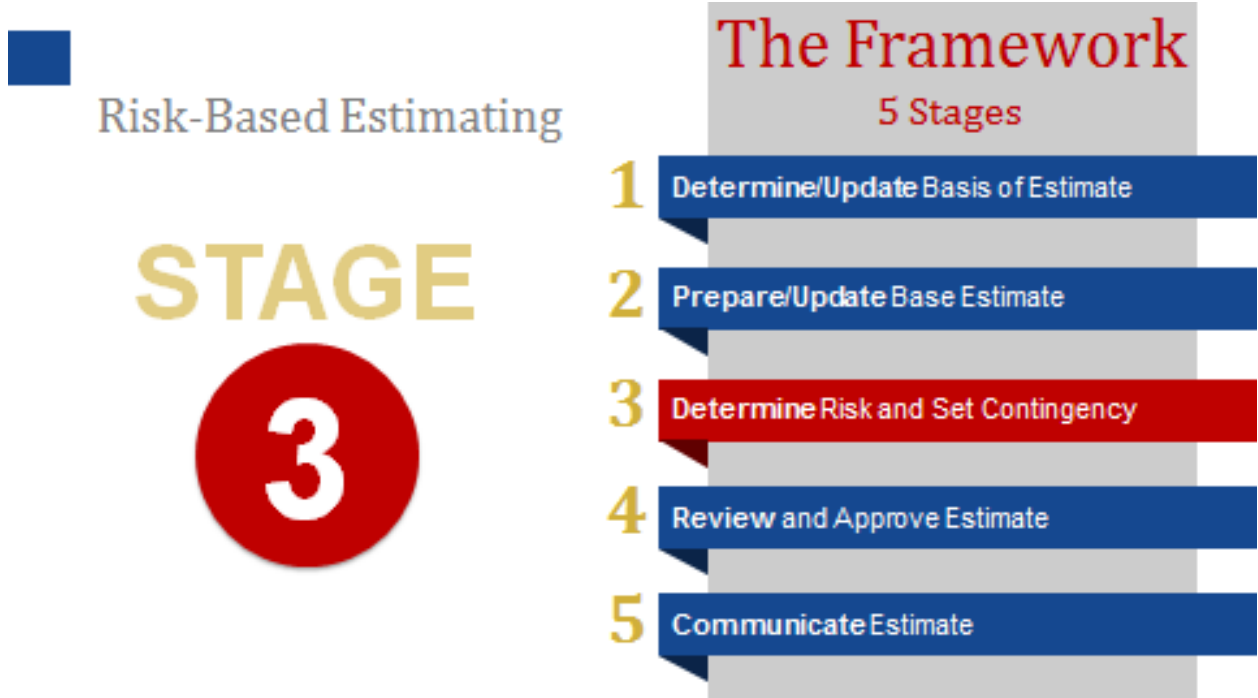 Risk-Based Estimating
STAGE
3
The Framework
5 Stages
1 Determine/Update Basis of Estimate
2 Prepare/Update Base Estimate
3 Determine Risk and Set Contingency
4 Review and Approve Estimate
5 Communicate Estimate